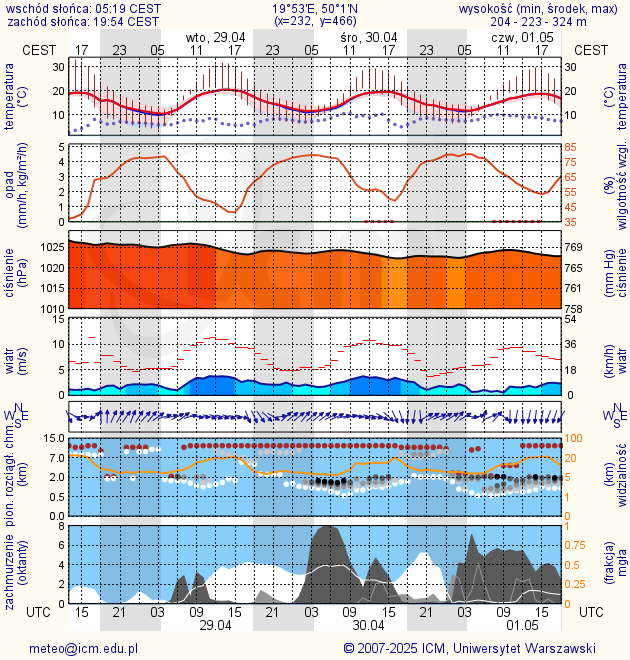 wschód słońca: 05:19 CEST 19°53'E, 50°1'N wysokość (min, środek, max)
zachód słońca: 19:54 CEST (x=232, y=466) 204 - 223 - 324 m
wto, 29.04 śro, 30.04 czw, 01.05
CEST 17 23 05 11 17 23 05 11 17 23 05 11 17 CEST
temperatura (°C) 30 20 10 30 20 10 temperatura (°C)
opad (mm/h, kg/m²/h) 5 4 3 2 1 0 85 75 65 55 45 35 (%) wilgotność wzgl.
ciśnienie (hPa) 1025 1020 1015 1010 769 765 761 758 (mm Hg) ciśnienie
wiatr (m/s) 15 10 5 0 54 36 18 0 (km/h) wiatr
N W E S N W E S
pion. rozciągł. chm. (km) 15.0 7.0 2.0 0.5 0.0 100 20 5 1 0 (km) widzialność
zachmurzenie (oktanty) 8 6 4 2 0 1 0.75 0.5 0.25 0 (frakcja) mgła
UTC 15 21 03 09 15 21 03 09 15 21 03 09 15 UTC
29.04 30.04 01.05
meteo@icm.edu.pl © 2007-2025 ICM, Uniwersytet Warszawski